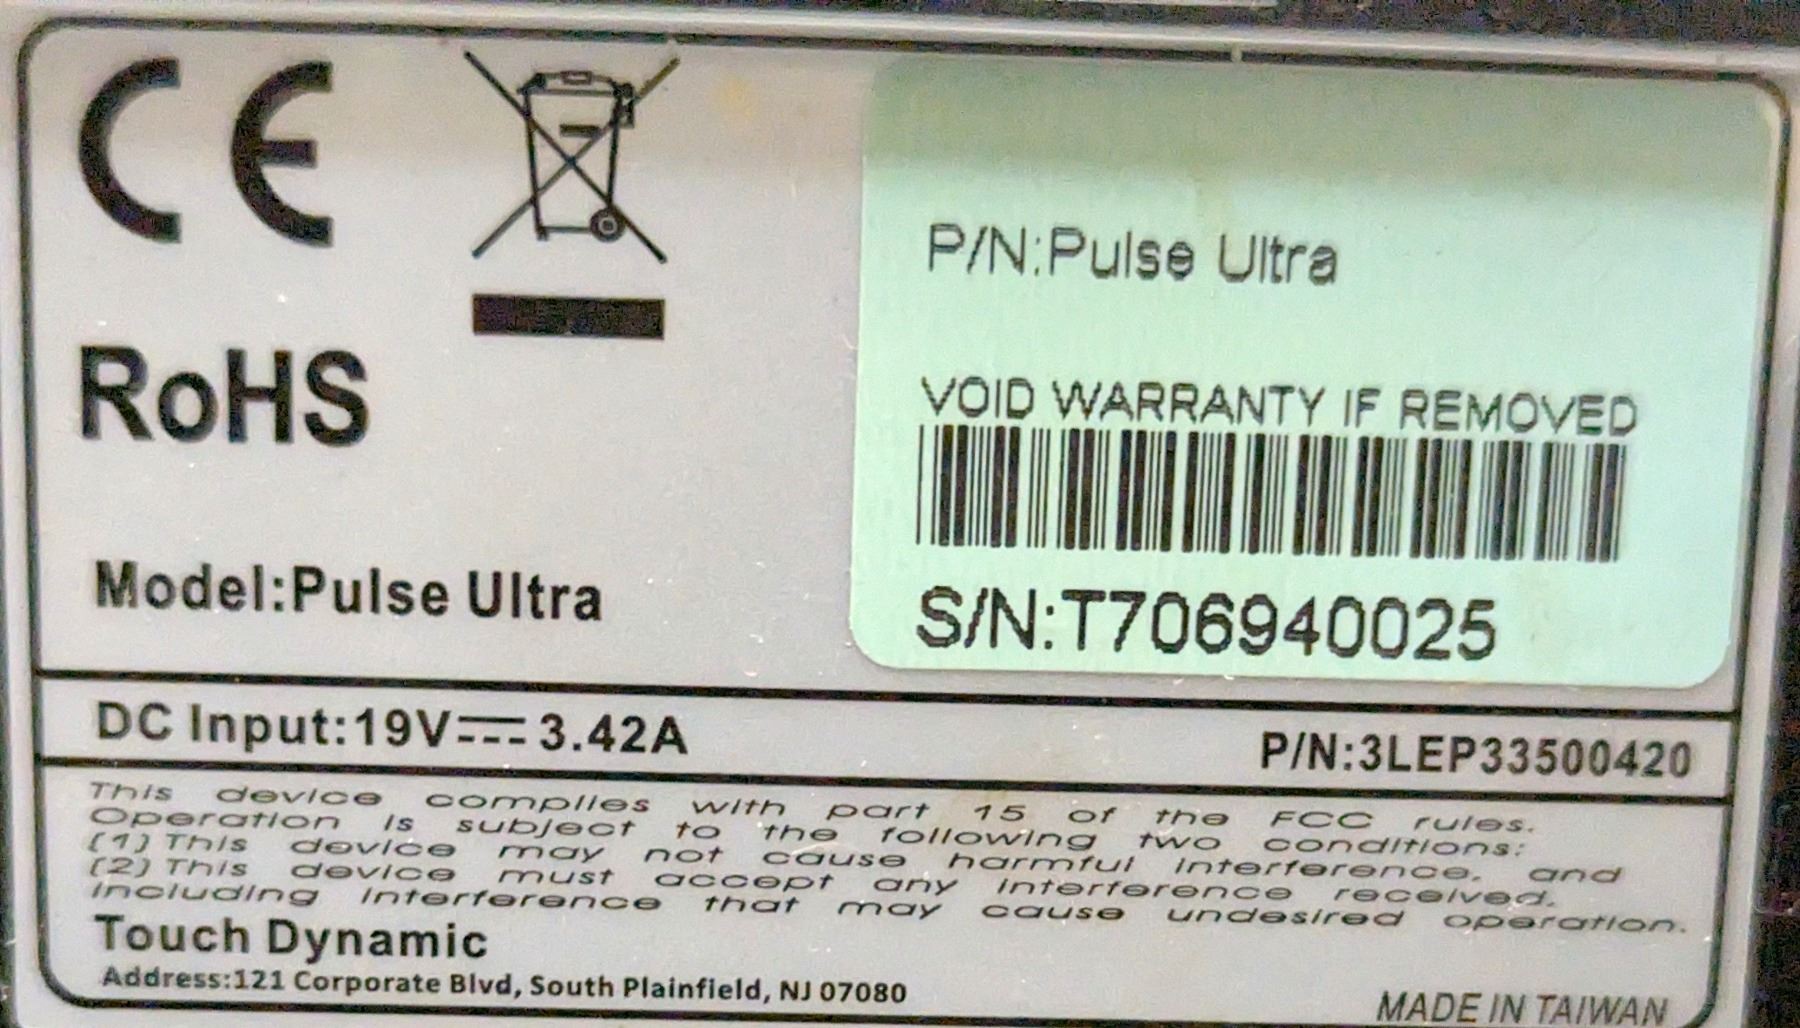 CE
P/N:Pulse Ultra
RoHS
VOID WARRANTY IF REMOVED
Model:Pulse Ultra
S/N:T706940025
DC Input:19V⎓3.42A
P/N:3LEP33500420
This device complies with part 15 of the FCC rules.
Operation is subject to the following two conditions:
(1) This device may not cause harmful interference, and
(2) This device must accept any interference received,
including interference that may cause undesired operation.
Touch Dynamic
Address:121 Corporate Blvd, South Plainfield, NJ 07080
MADE IN TAIWAN